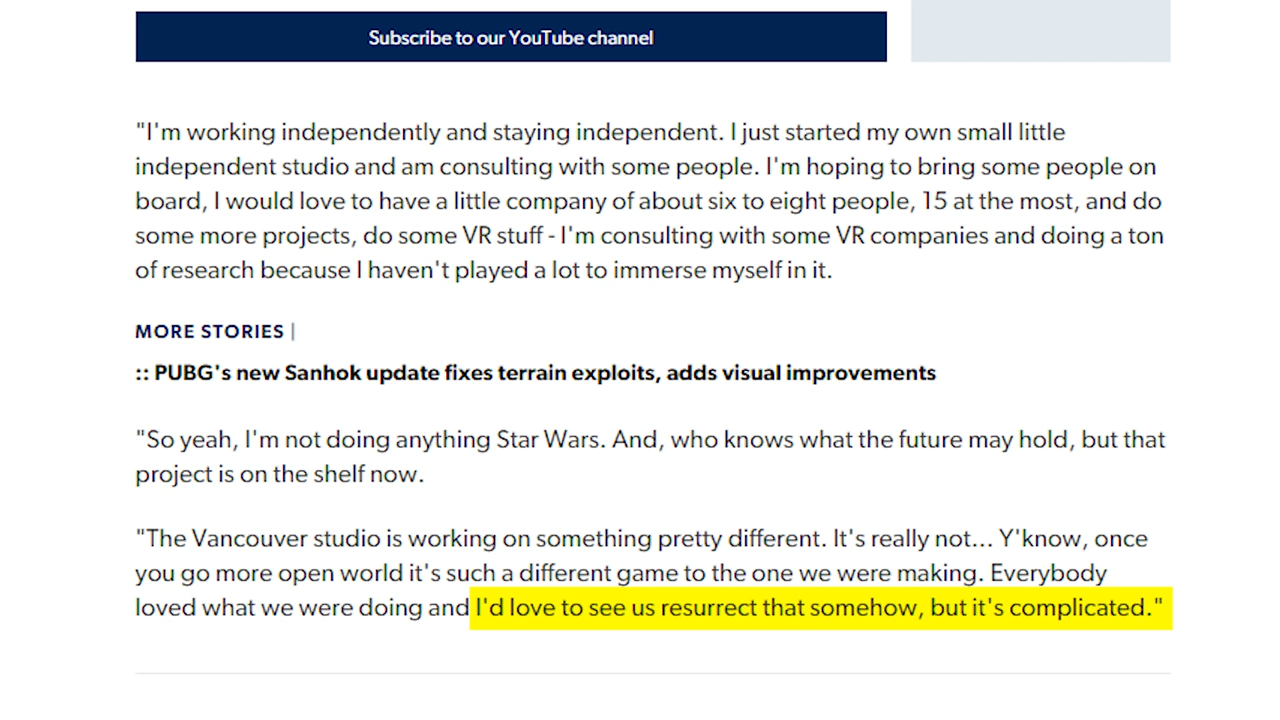 Subscribe to our YouTube channel
"I'm working independently and staying independent. I just started my own small little
independent studio and am consulting with some people. I'm hoping to bring some people on
board, I would love to have a little company of about six to eight people, 15 at the most, and do
some more projects, do some VR stuff - I'm consulting with some VR companies and doing a ton
of research because I haven't played a lot to immerse myself in it.
MORE STORIES |
:: PUBG's new Sanhok update fixes terrain exploits, adds visual improvements
"So yeah, I'm not doing anything Star Wars. And, who knows what the future may hold, but that
project is on the shelf now.
"The Vancouver studio is working on something pretty different. It's really not... Y'know, once
you go more open world it's such a different game to the one we were making. Everybody
loved what we were doing and I'd love to see us resurrect that somehow, but it's complicated."